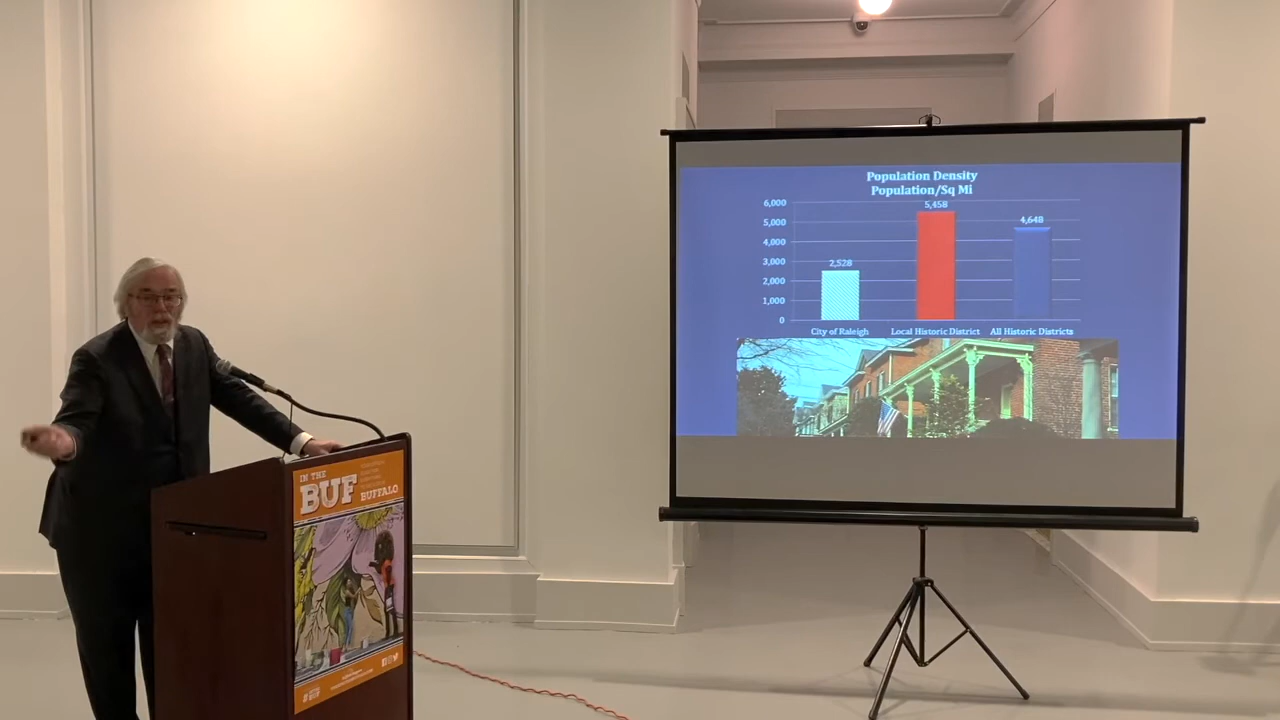 Population Density
Population/Sq Mi
6,000
5,000
4,000
3,000
2,000
1,000
0
2,528
5,458
4,648
City of Raleigh
Local Historic District
All Historic Districts
IN THE
BUF
BUFFALO